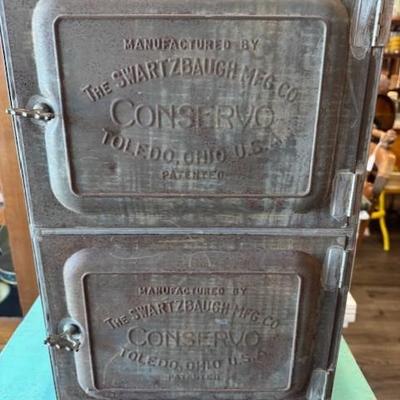 MANUFACTURED BY
THE SWARTZBAUGH MFG. CO.
CONSERVO
TOLEDO, OHIO U.S.A.
PATENTED
MANUFACTURED BY
THE SWARTZBAUGH MFG. CO.
CONSERVO
TOLEDO, OHIO U.S.A.
PATENTED